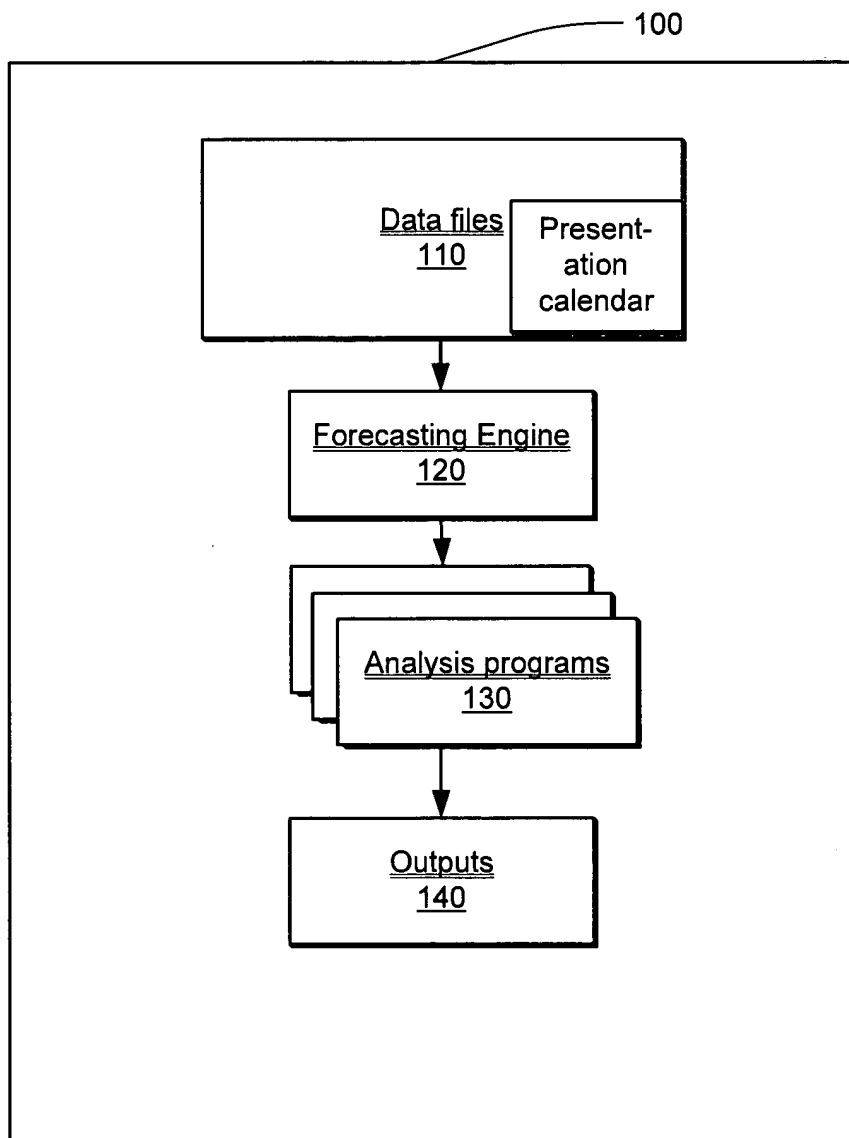 100
Data files
110
Present-
ation
calendar
Forecasting Engine
120
Analysis programs
130
Outputs
140